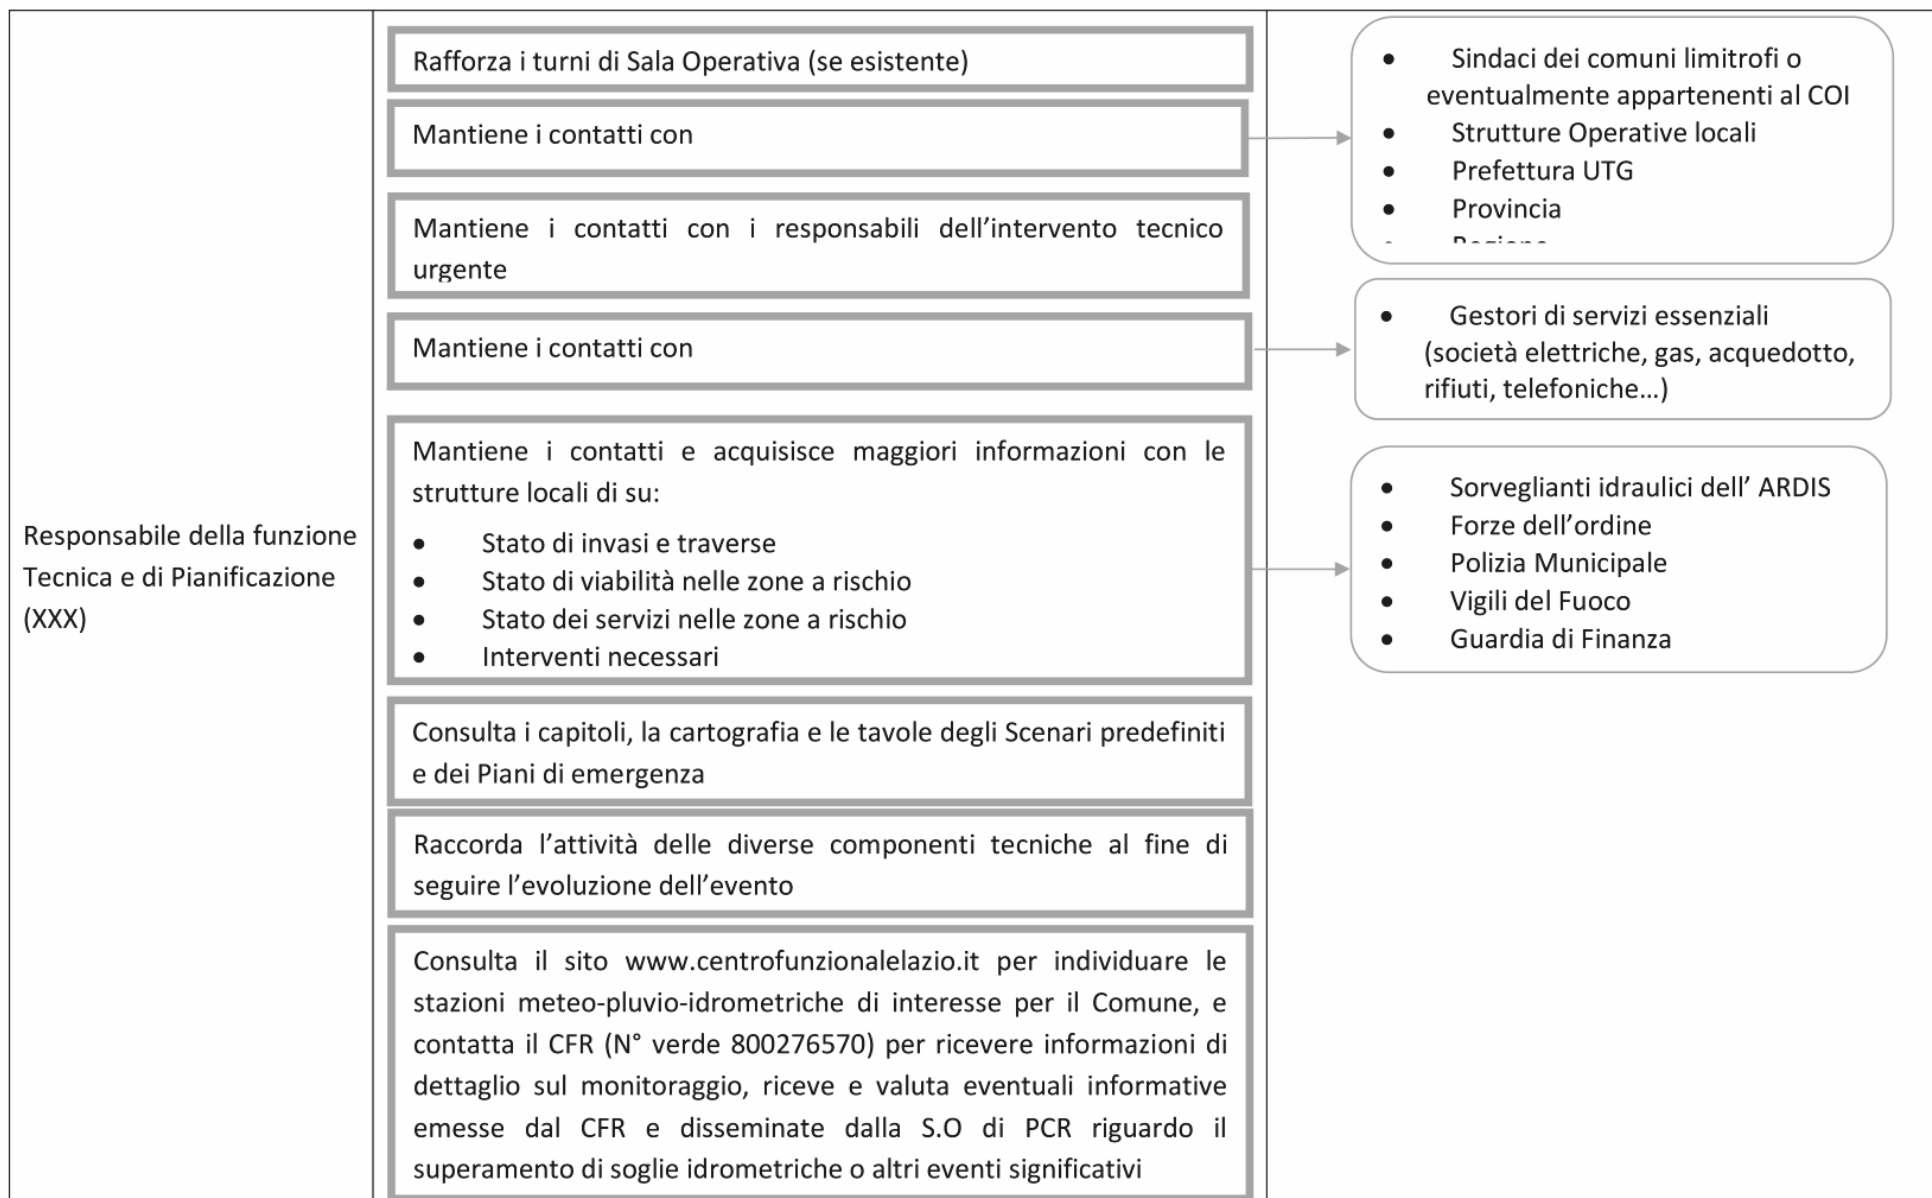 Responsabile della funzione
Tecnica e di Pianificazione
(XXX)
Rafforza i turni di Sala Operativa (se esistente)
Mantiene i contatti con
Mantiene i contatti con i responsabili dell'intervento tecnico
urgente
Mantiene i contatti con
Mantiene i contatti e acquisisce maggiori informazioni con le
strutture locali di su:
• Stato di invasi e traverse
• Stato di viabilità nelle zone a rischio
• Stato dei servizi nelle zone a rischio
• Interventi necessari
Consulta i capitoli, la cartografia e le tavole degli Scenari predefiniti
e dei Piani di emergenza
Raccorda l'attività delle diverse componenti tecniche al fine di
seguire l'evoluzione dell'evento
Consulta il sito www.centrofunzionalelazio.it per individuare le
stazioni meteo-pluvio-idrometriche di interesse per il Comune, e
contatta il CFR (N° verde 800276570) per ricevere informazioni di
dettaglio sul monitoraggio, riceve e valuta eventuali informative
emesse dal CFR e disseminate dalla S.O di PCR riguardo il
superamento di soglie idrometriche o altri eventi significativi
• Sindaci dei comuni limitrofi o
eventualmente appartenenti al COI
• Strutture Operative locali
• Prefettura UTG
• Provincia
• Regione
• Gestori di servizi essenziali
(società elettriche, gas, acquedotto,
rifiuti, telefoniche…)
• Sorveglianti idraulici dell' ARDIS
• Forze dell'ordine
• Polizia Municipale
• Vigili del Fuoco
• Guardia di Finanza